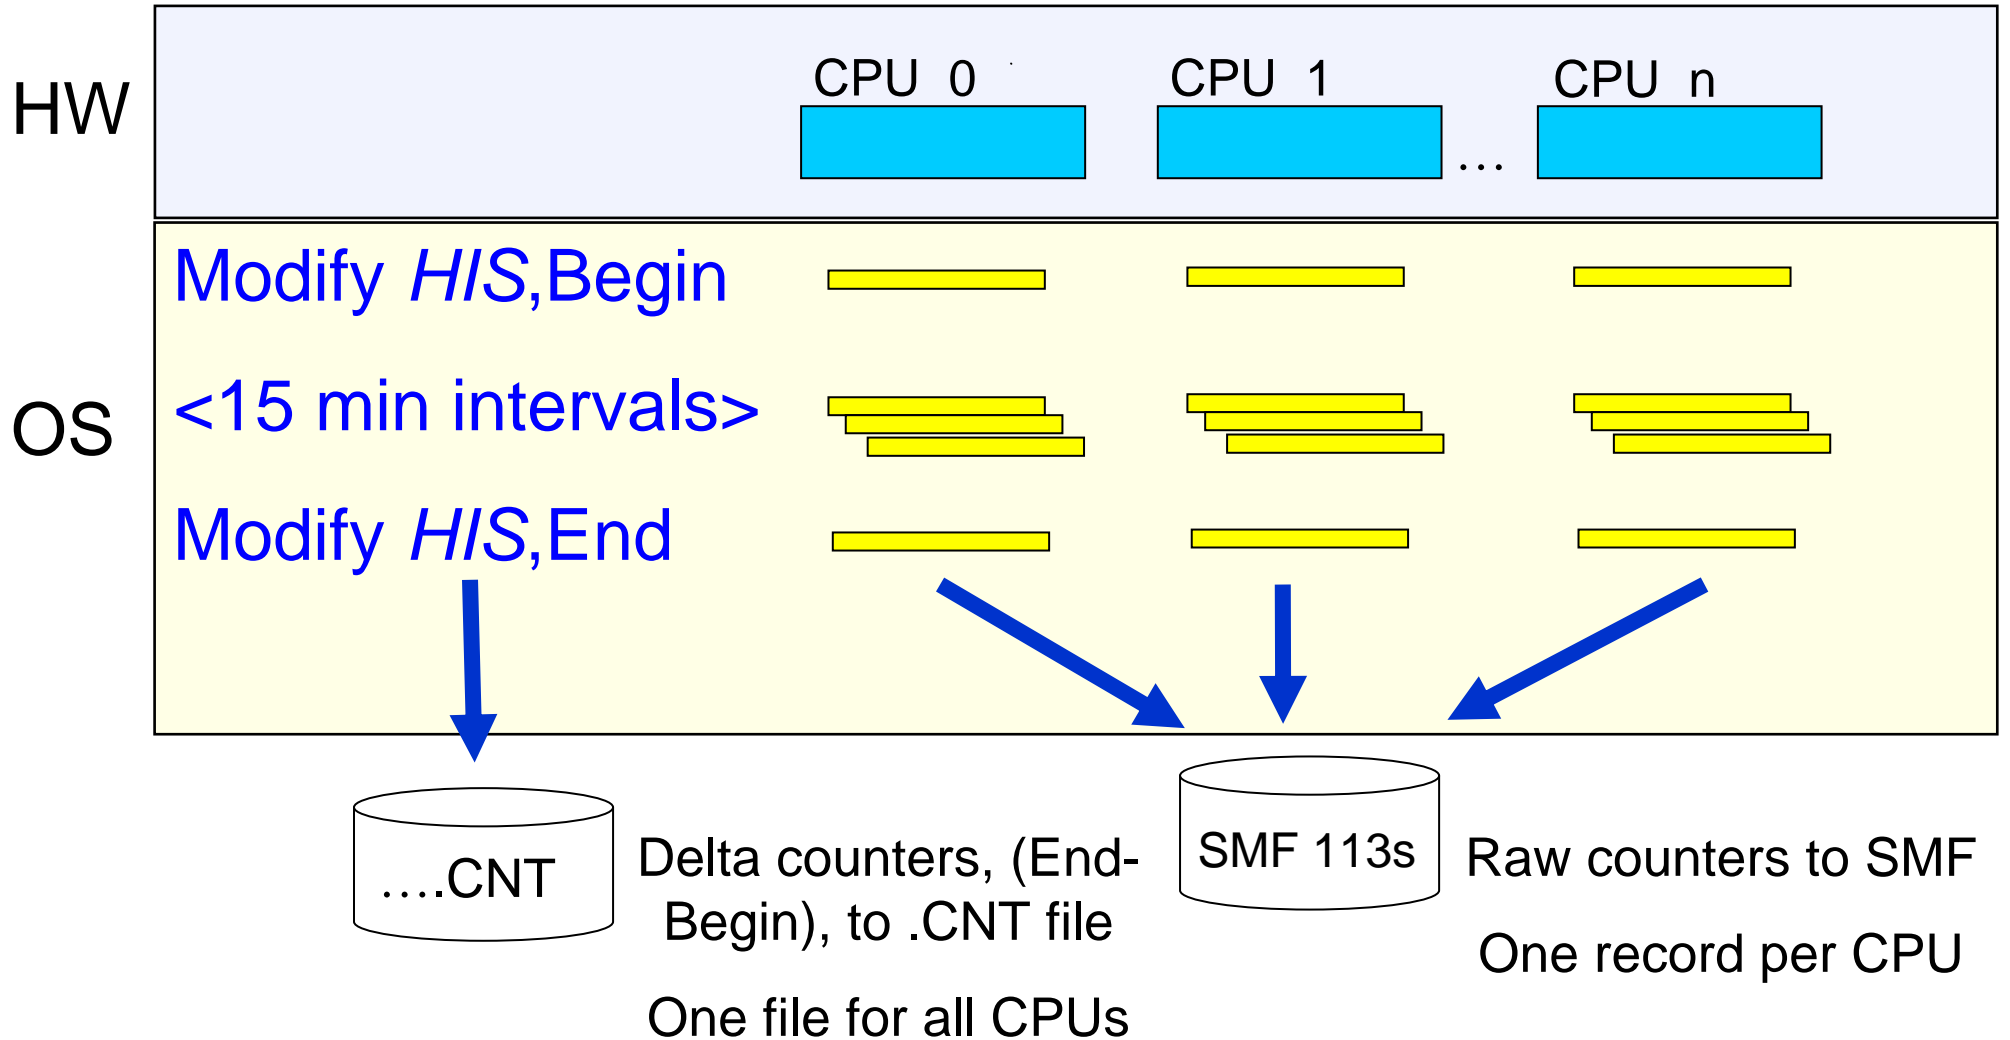 HW
CPU 0
CPU 1
CPU n
…
OS
Modify HIS,Begin
<15 min intervals>
Modify HIS,End
….CNT
Delta counters, (End-
Begin), to .CNT file
One file for all CPUs
SMF 113s
Raw counters to SMF
One record per CPU